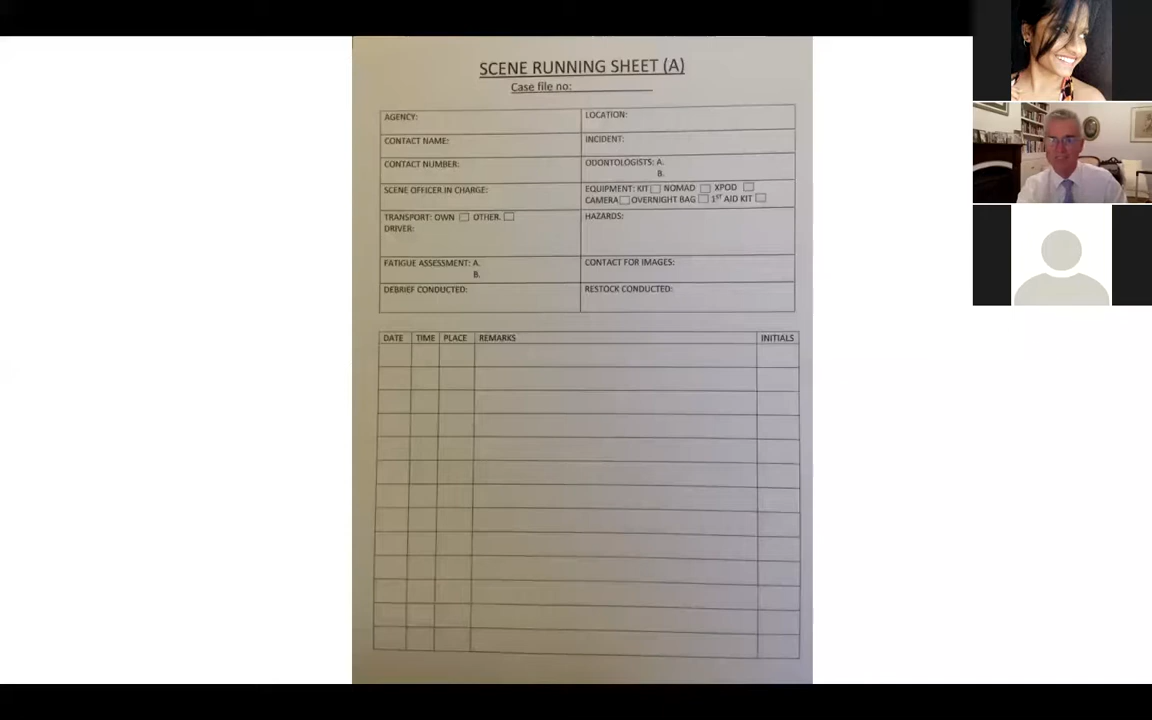 SCENE RUNNING SHEET (A)
Case file no:
AGENCY:
LOCATION:
CONTACT NAME:
INCIDENT:
CONTACT NUMBER:
ODONTOLOGISTS: A.
B.
SCENE OFFICER IN CHARGE:
EQUIPMENT: KIT NOMAD XPOD
CAMERA OVERNIGHT BAG 1ST AID KIT
TRANSPORT: OWN OTHER.
DRIVER:
HAZARDS:
FATIGUE ASSESSMENT: A.
B.
CONTACT FOR IMAGES:
DEBRIEF CONDUCTED:
RESTOCK CONDUCTED:
DATE TIME PLACE REMARKS INITIALS